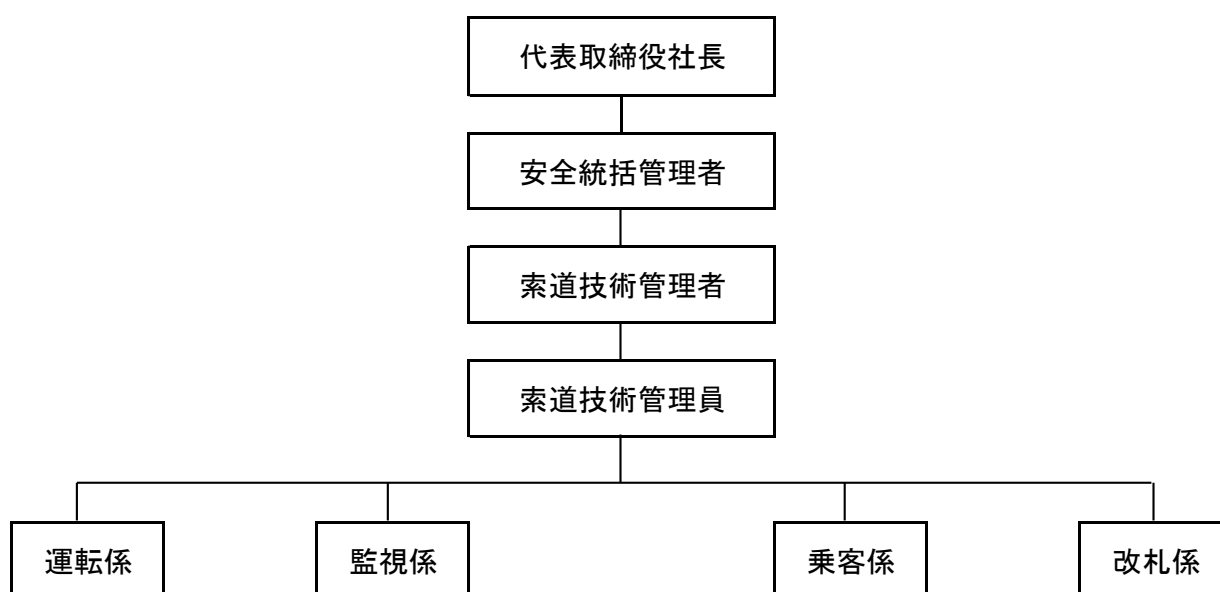 代表取締役社長
安全統括管理者
索道技術管理者
索道技術管理員
運転係 監視係 乗客係 改札係